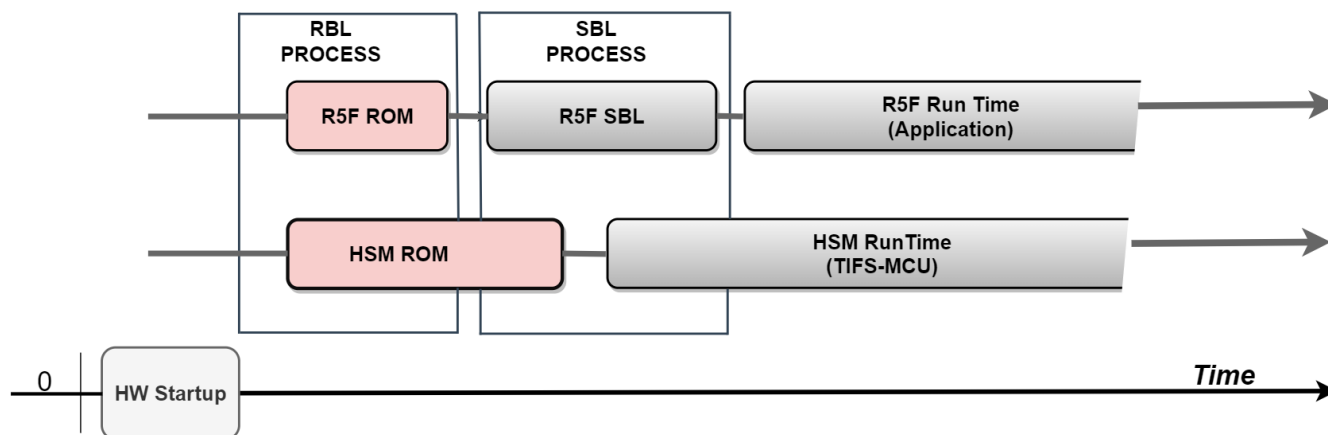 RBL
PROCESS
SBL
PROCESS
R5F ROM
R5F SBL
R5F Run Time
(Application)
HSM ROM
HSM RunTime
(TIFS-MCU)
0
HW Startup
Time